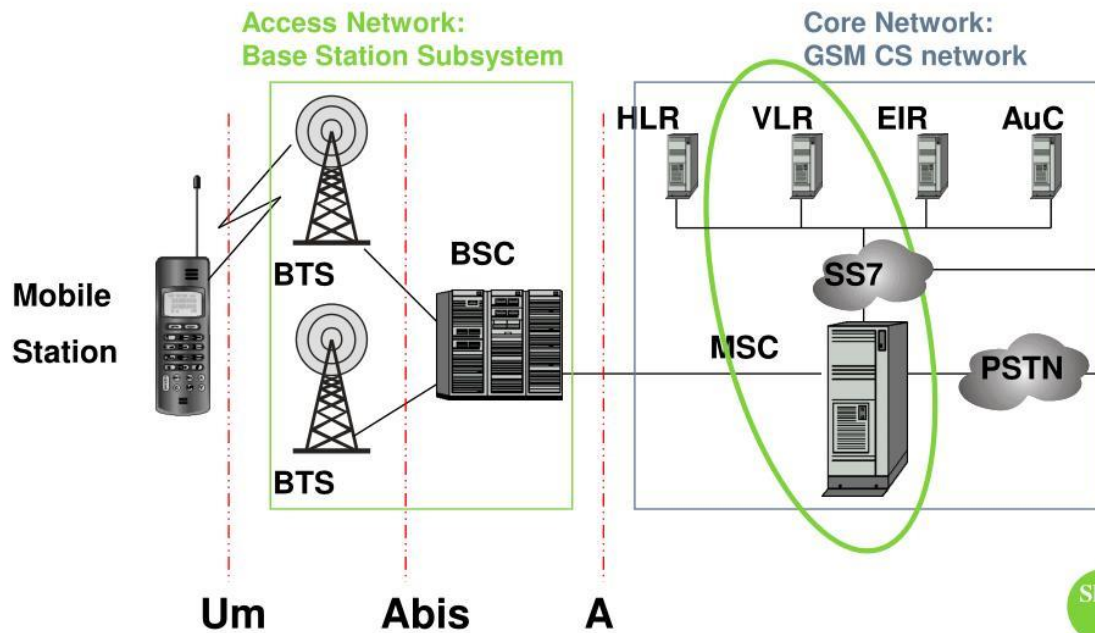 Access Network:
Base Station Subsystem
Core Network:
GSM CS network
HLR
VLR
EIR
AuC
BTS
BSC
SS7
Mobile
Station
MSC
PSTN
BTS
Um
Abis
A